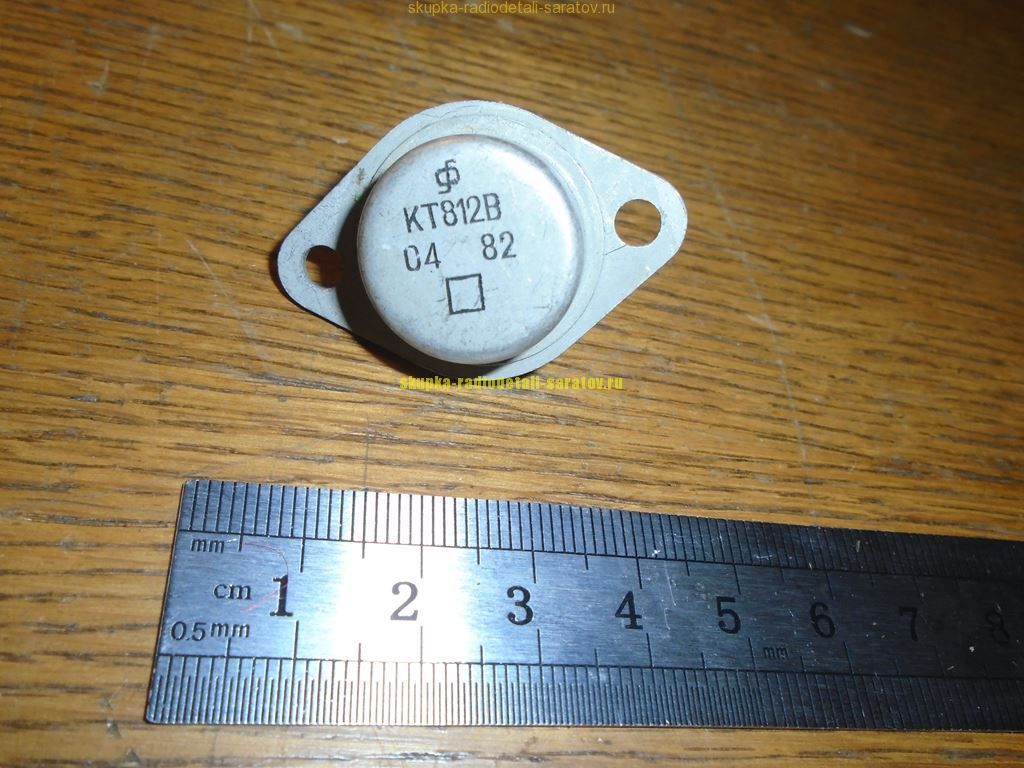 skupka-radiodetali-saratov.ru
КТ812В
04 82
skupka-radiodetali-saratov.ru
mm
cm 1 2 3 4 5 6 7 8
0.5mm
mm